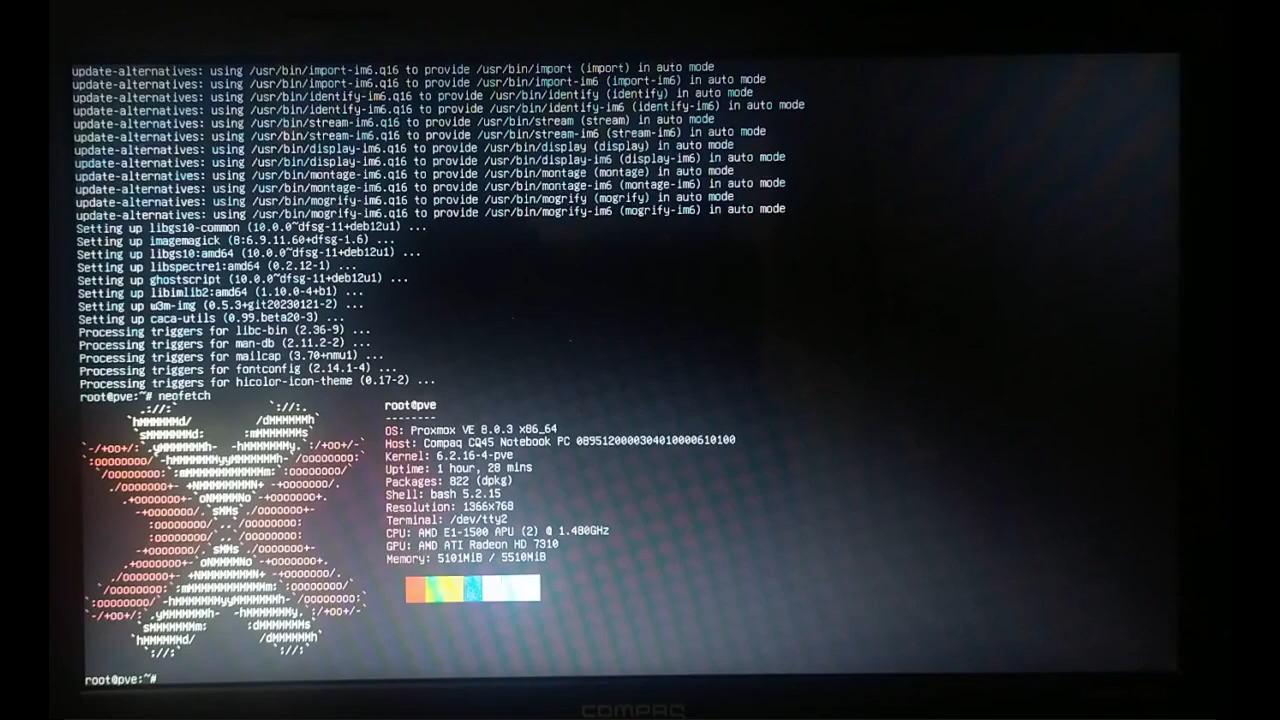 update-alternatives: using /usr/bin/import-im6.q16 to provide /usr/bin/import (import) in auto mode
update-alternatives: using /usr/bin/import-im6.q16 to provide /usr/bin/import-im6 (import-im6) in auto mode
update-alternatives: using /usr/bin/identify-im6.q16 to provide /usr/bin/identify (identify) in auto mode
update-alternatives: using /usr/bin/identify-im6.q16 to provide /usr/bin/identify-im6 (identify-im6) in auto mode
update-alternatives: using /usr/bin/stream-im6.q16 to provide /usr/bin/stream (stream) in auto mode
update-alternatives: using /usr/bin/stream-im6.q16 to provide /usr/bin/stream-im6 (stream-im6) in auto mode
update-alternatives: using /usr/bin/display-im6.q16 to provide /usr/bin/display (display) in auto mode
update-alternatives: using /usr/bin/display-im6.q16 to provide /usr/bin/display-im6 (display-im6) in auto mode
update-alternatives: using /usr/bin/montage-im6.q16 to provide /usr/bin/montage (montage) in auto mode
update-alternatives: using /usr/bin/montage-im6.q16 to provide /usr/bin/montage-im6 (montage-im6) in auto mode
update-alternatives: using /usr/bin/mogrify-im6.q16 to provide /usr/bin/mogrify (mogrify) in auto mode
update-alternatives: using /usr/bin/mogrify-im6.q16 to provide /usr/bin/mogrify-im6 (mogrify-im6) in auto mode
Setting up libgs10-common (10.0.0~dfsg-11+deb12u1) ...
Setting up imagemagick (8:6.9.11.60+dfsg-1.6) ...
Setting up libgs10:amd64 (10.0.0~dfsg-11+deb12u1) ...
Setting up libspectre1:amd64 (0.2.12-1) ...
Setting up ghostscript (10.0.0~dfsg-11+deb12u1) ...
Setting up libimlib2:amd64 (1.10.0-4+b1) ...
Setting up w3m-img (0.5.3+git20230121-2) ...
Setting up caca-utils (0.99.beta20-3) ...
Processing triggers for libc-bin (2.36-9) ...
Processing triggers for man-db (2.11.2-2) ...
Processing triggers for mailcap (3.70+nmu1) ...
Processing triggers for fontconfig (2.14.1-4) ...
Processing triggers for hicolor-icon-theme (0.17-2) ...
root@pve:~# neofetch
root@pve
--------
OS: Proxmox VE 8.0.3 x86_64
Host: Compaq CQ45 Notebook PC 0895120000304010000610100
Kernel: 6.2.16-4-pve
Uptime: 1 hour, 28 mins
Packages: 822 (dpkg)
Shell: bash 5.2.15
Resolution: 1366x768
Terminal: /dev/tty2
CPU: AMD E1-1500 APU (2) @ 1.480GHz
GPU: AMD ATI Radeon HD 7310
Memory: 5101MiB / 5510MiB
root@pve:~#
COMPAQ